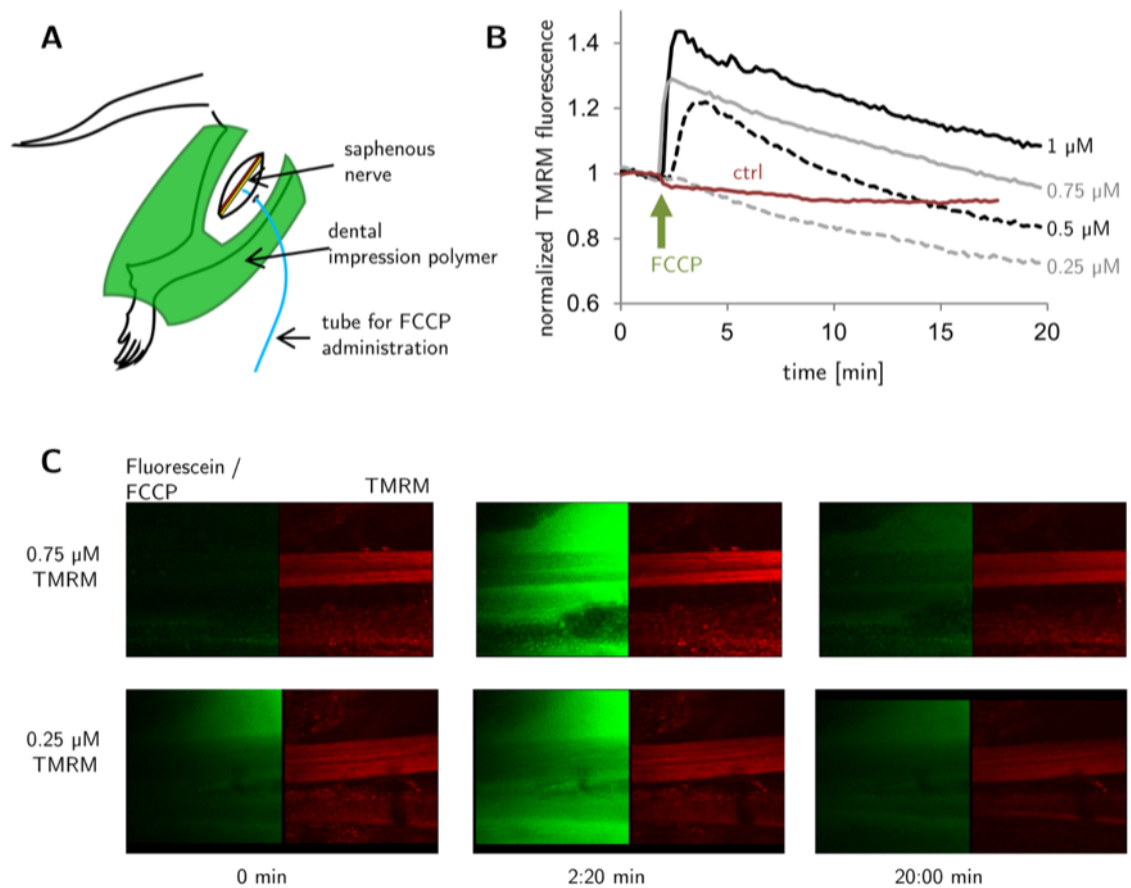 A
saphenous
nerve
dental
impression polymer
tube for FCCP
administration
B
normalized TMRM fluorescence
1.4
1.2
1
0.8
0.6
0
5
10
15
20
time [min]
ctrl
FCCP
1 µM
0.75 µM
0.5 µM
0.25 µM
C
Fluorescein /
FCCP
TMRM
0.75 µM
TMRM
0.25 µM
TMRM
0 min
2:20 min
20:00 min